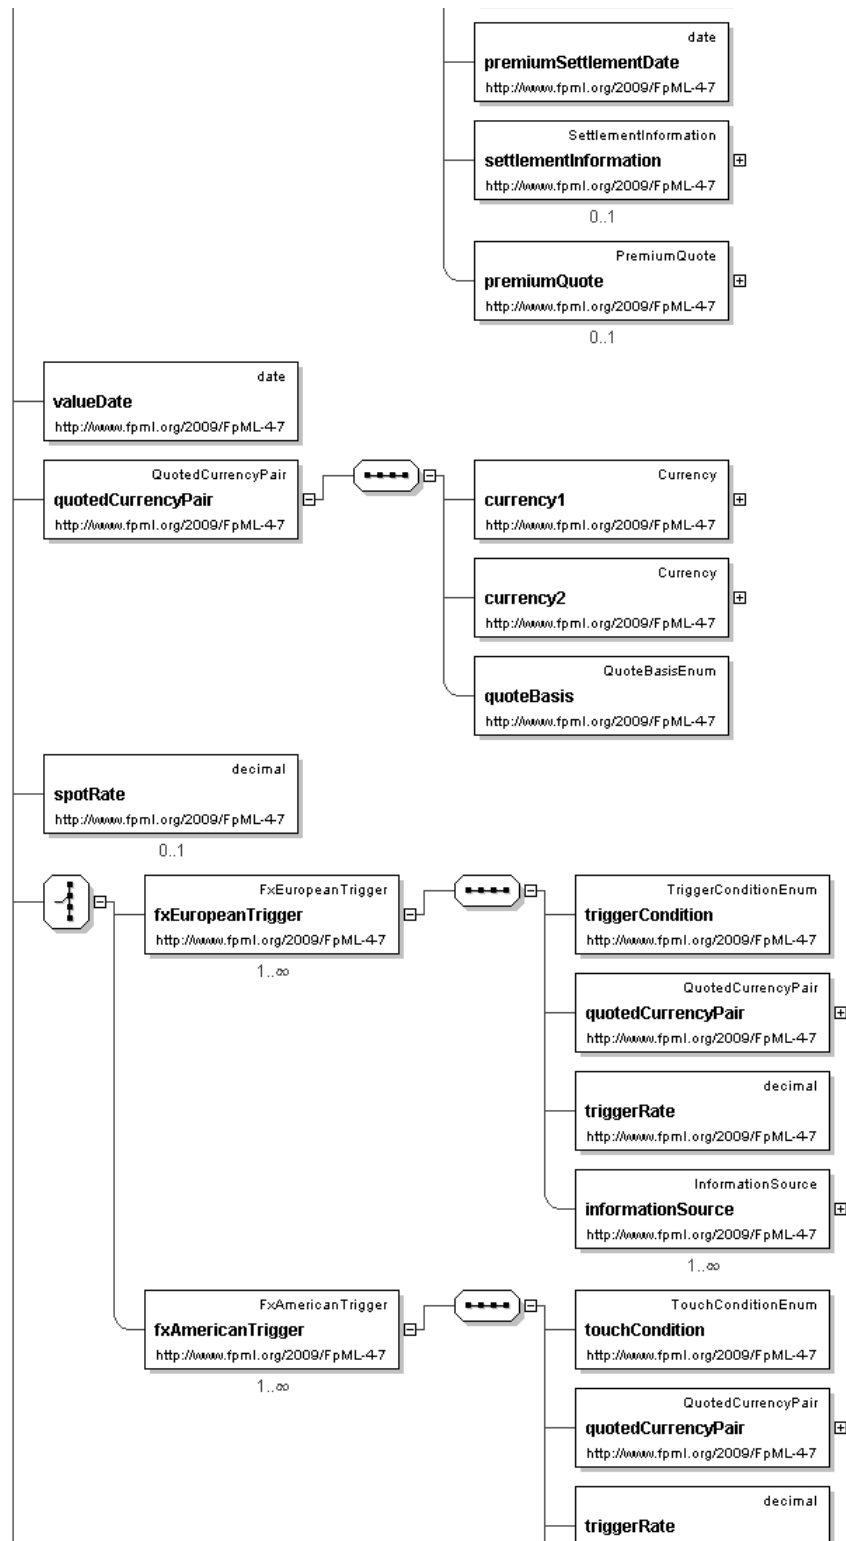 date
premiumSettlementDate
http://www.fpml.org/2009/FpML-4-7
SettlementInformation
settlementInformation
http://www.fpml.org/2009/FpML-4-7
0..1
PremiumQuote
premiumQuote
http://www.fpml.org/2009/FpML-4-7
0..1
date
valueDate
http://www.fpml.org/2009/FpML-4-7
QuotedCurrencyPair
quotedCurrencyPair
http://www.fpml.org/2009/FpML-4-7
Currency
currency1
http://www.fpml.org/2009/FpML-4-7
Currency
currency2
http://www.fpml.org/2009/FpML-4-7
QuoteBasisEnum
quoteBasis
http://www.fpml.org/2009/FpML-4-7
decimal
spotRate
http://www.fpml.org/2009/FpML-4-7
0..1
FxEuropeanTrigger
fxEuropeanTrigger
http://www.fpml.org/2009/FpML-4-7
1..∞
TriggerConditionEnum
triggerCondition
http://www.fpml.org/2009/FpML-4-7
QuotedCurrencyPair
quotedCurrencyPair
http://www.fpml.org/2009/FpML-4-7
decimal
triggerRate
http://www.fpml.org/2009/FpML-4-7
InformationSource
informationSource
http://www.fpml.org/2009/FpML-4-7
1..∞
FxAmericanTrigger
fxAmericanTrigger
http://www.fpml.org/2009/FpML-4-7
1..∞
TouchConditionEnum
touchCondition
http://www.fpml.org/2009/FpML-4-7
QuotedCurrencyPair
quotedCurrencyPair
http://www.fpml.org/2009/FpML-4-7
decimal
triggerRate